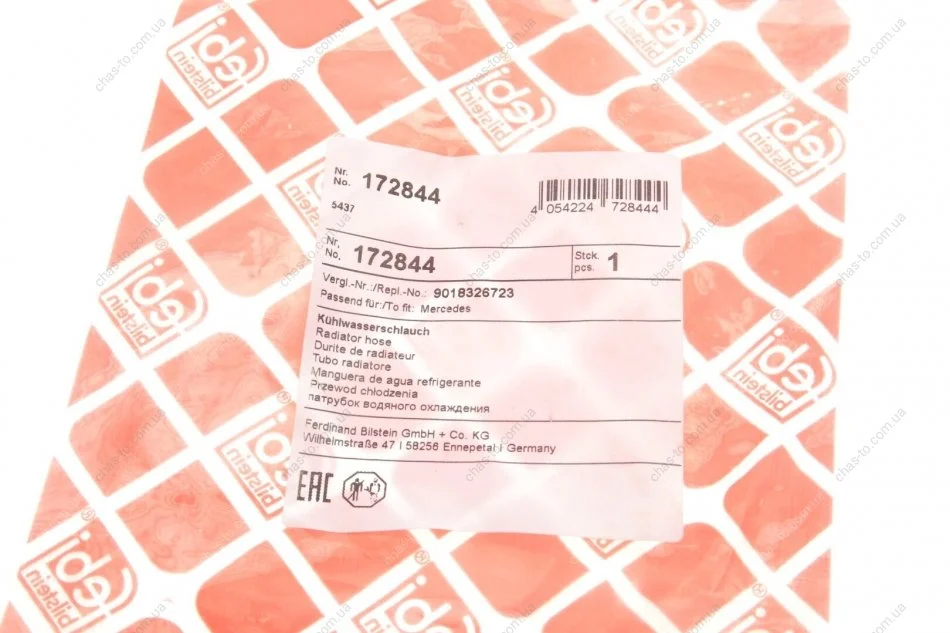 Nr.
No. 172844
5437
4 054224 728444
Nr.
No. 172844
Stck.
pcs. 1
Vergl.-Nr.:/Repl.-No.: 9018326723
Passend für:/To fit: Mercedes
Kühlwasserschlauch
Radiator hose
Durite de radiateur
Tubo radiatore
Manguera de agua refrigerante
Przewod chłodzenia
патрубок водяного охлаждения
Ferdinand Bilstein GmbH + Co. KG
Wilhelmstraße 47 I 58256 Ennepetal I Germany
EAC
febi
bilstein
chas-to.com.ua